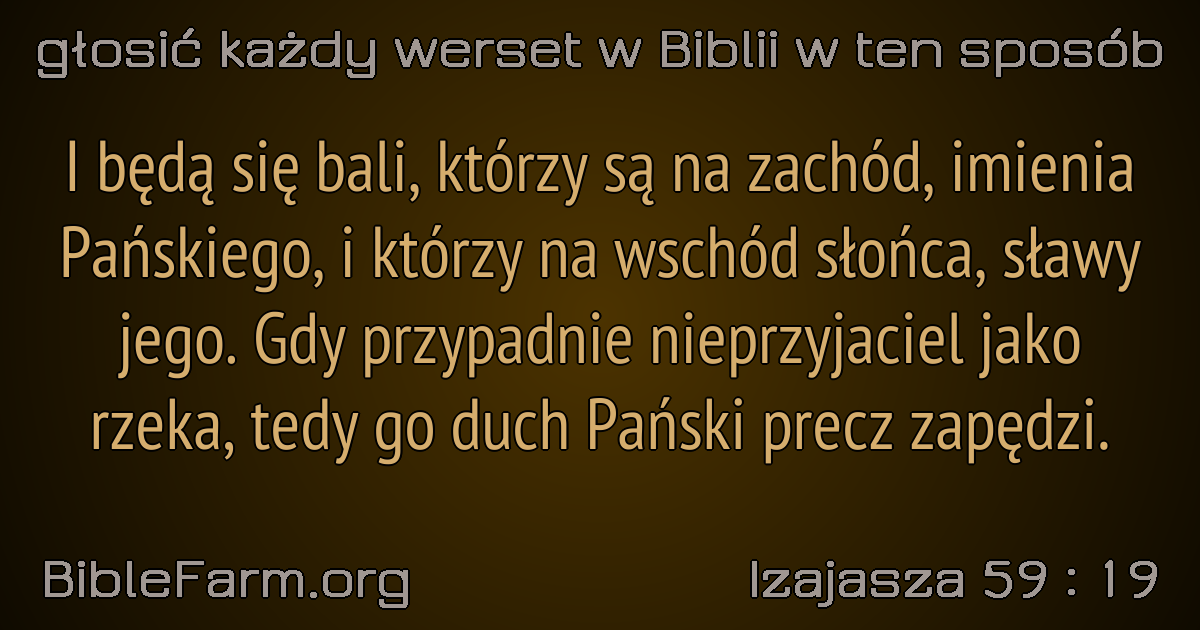 głosić każdy werset w Biblii w ten sposób
I będą się bali, którzy są na zachód, imienia
Pańskiego, i którzy na wschód słońca, sławy
jego. Gdy przypadnie nieprzyjaciel jako
rzeka, tedy go duch Pański precz zapędzi.
BibleFarm.org
Izajasza 59 : 19